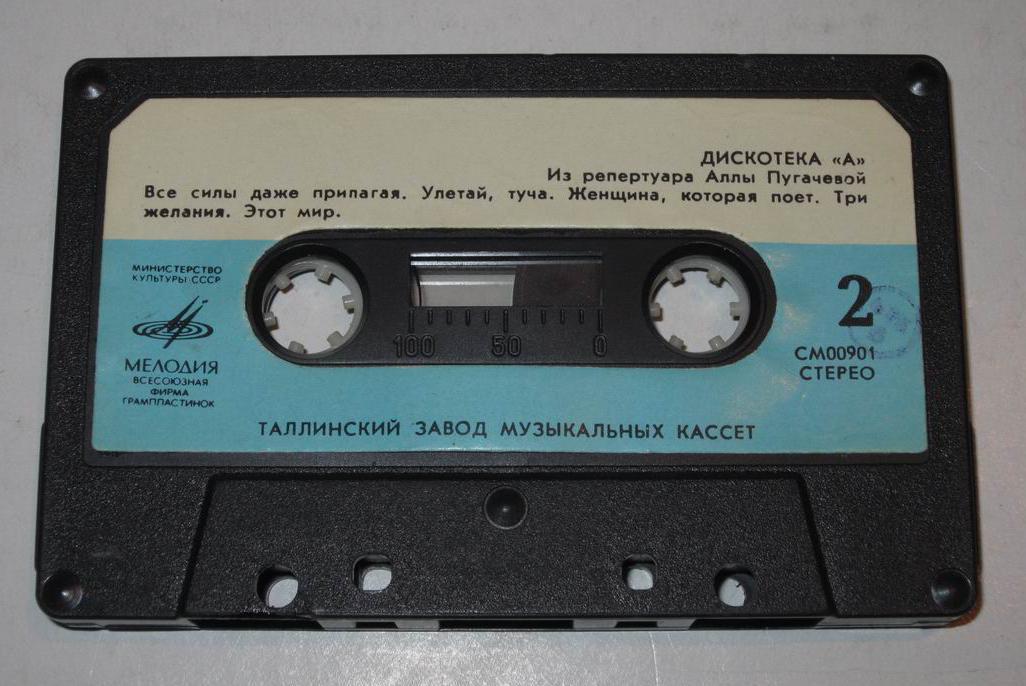 ДИСКОТЕКА «А»
Из репертуара Аллы Пугачевой
Все силы даже прилагая. Улетай, туча. Женщина, которая поет. Три
желания. Этот мир.
МИНИСТЕРСТВО
КУЛЬТУРЫ СССР
МЕЛОДИЯ
ВСЕСОЮЗНАЯ
ФИРМА
ГРАМПЛАСТИНОК
100 50 0
2
СМ00901
СТЕРЕО
ТАЛЛИНСКИЙ ЗАВОД МУЗЫКАЛЬНЫХ КАССЕТ